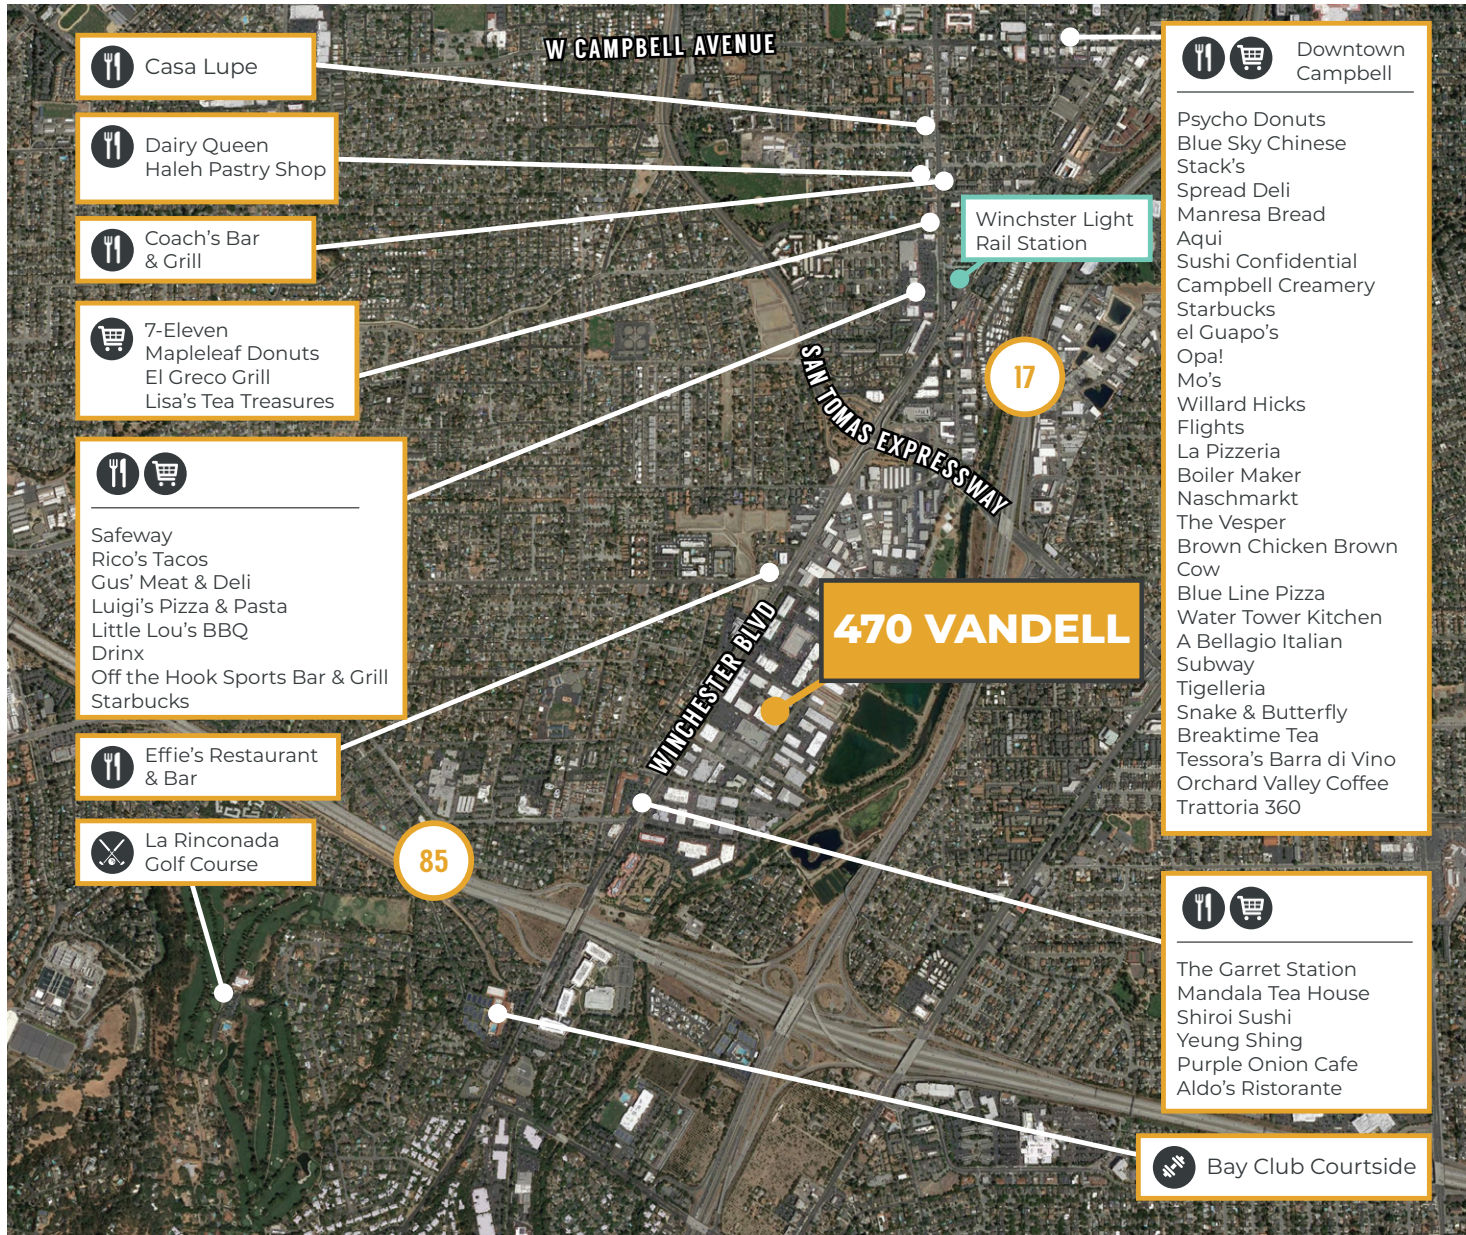 W CAMPBELL AVENUE
Casa Lupe
Dairy Queen
Haleh Pastry Shop
Coach's Bar
& Grill
7-Eleven
Mapleleaf Donuts
El Greco Grill
Lisa's Tea Treasures
Safeway
Rico's Tacos
Gus' Meat & Deli
Luigi's Pizza & Pasta
Little Lou's BBQ
Drinx
Off the Hook Sports Bar & Grill
Starbucks
Effie's Restaurant
& Bar
La Rinconada
Golf Course
85
Winchster Light
Rail Station
17
SAN TOMAS EXPRESSWAY
470 VANDELL
WINCHESTER BLVD
Downtown
Campbell
Psycho Donuts
Blue Sky Chinese
Stack's
Spread Deli
Manresa Bread
Aqui
Sushi Confidential
Campbell Creamery
Starbucks
el Guapo's
Opa!
Mo's
Willard Hicks
Flights
La Pizzeria
Boiler Maker
Naschmarkt
The Vesper
Brown Chicken Brown
Cow
Blue Line Pizza
Water Tower Kitchen
A Bellagio Italian
Subway
Tigelleria
Snake & Butterfly
Breaktime Tea
Tessora's Barra di Vino
Orchard Valley Coffee
Trattoria 360
The Garret Station
Mandala Tea House
Shiroi Sushi
Yeung Shing
Purple Onion Cafe
Aldo's Ristorante
Bay Club Courtside